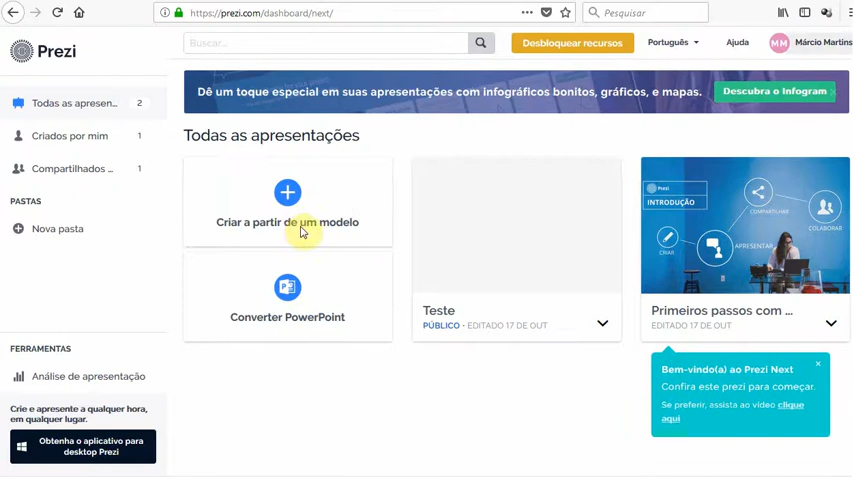 https://prezi.com/dashboard/next/
Pesquisar
Prezi
Buscar...
Desbloquear recursos
Português
Ajuda
MM
Márcio Martins
Todas as apresen...
2
Criados por mim
1
Compartilhados ...
1
PASTAS
Nova pasta
FERRAMENTAS
Análise de apresentação
Crie e apresente a qualquer hora,
em qualquer lugar.
Obtenha o aplicativo para
desktop Prezi
Dê um toque especial em suas apresentações com infográficos bonitos, gráficos, e mapas.
Descubra o Infogram
Todas as apresentações
Criar a partir de um modelo
Converter PowerPoint
Teste
PÚBLICO - EDITADO 17 DE OUT
Prezi
INTRODUÇÃO
COMPARTILHAR
COLABORAR
CRIAR
APRESENTAR
Primeiros passos com ...
EDITADO 17 DE OUT
Bem-vindo(a) ao Prezi Next
Confira este prezi para começar.
Se preferir, assista ao vídeo clique
aqui